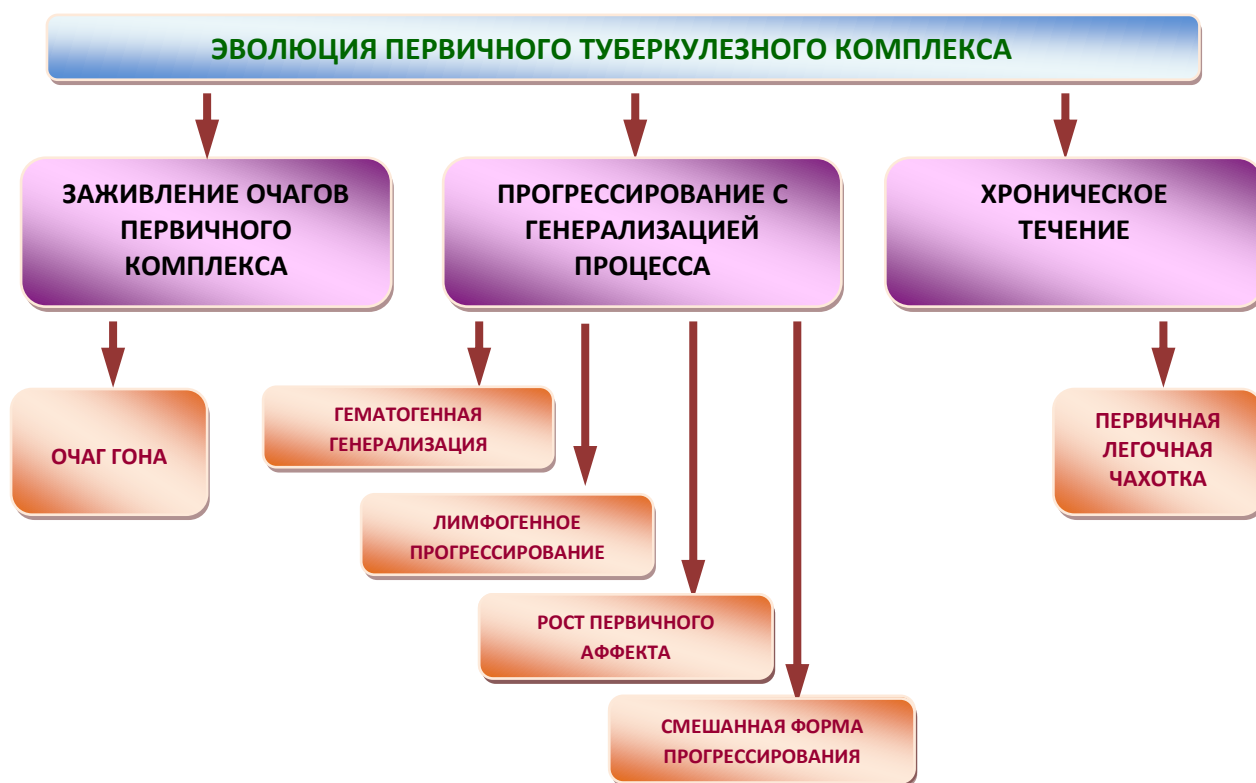 ЭВОЛЮЦИЯ ПЕРВИЧНОГО ТУБЕРКУЛЕЗНОГО КОМПЛЕКСА
ЗАЖИВЛЕНИЕ ОЧАГОВ
ПЕРВИЧНОГО
КОМПЛЕКСА
ПРОГРЕССИРОВАНИЕ С
ГЕНЕРАЛИЗАЦИЕЙ
ПРОЦЕССА
ХРОНИЧЕСКОЕ
ТЕЧЕНИЕ
ОЧАГ ГОНА
ГЕМАТОГЕННАЯ
ГЕНЕРАЛИЗАЦИЯ
ЛИМФОГЕННОЕ
ПРОГРЕССИРОВАНИЕ
РОСТ ПЕРВИЧНОГО
АФФЕКТА
СМЕШАННАЯ ФОРМА
ПРОГРЕССИРОВАНИЯ
ПЕРВИЧНАЯ
ЛЕГОЧНАЯ
ЧАХОТКА